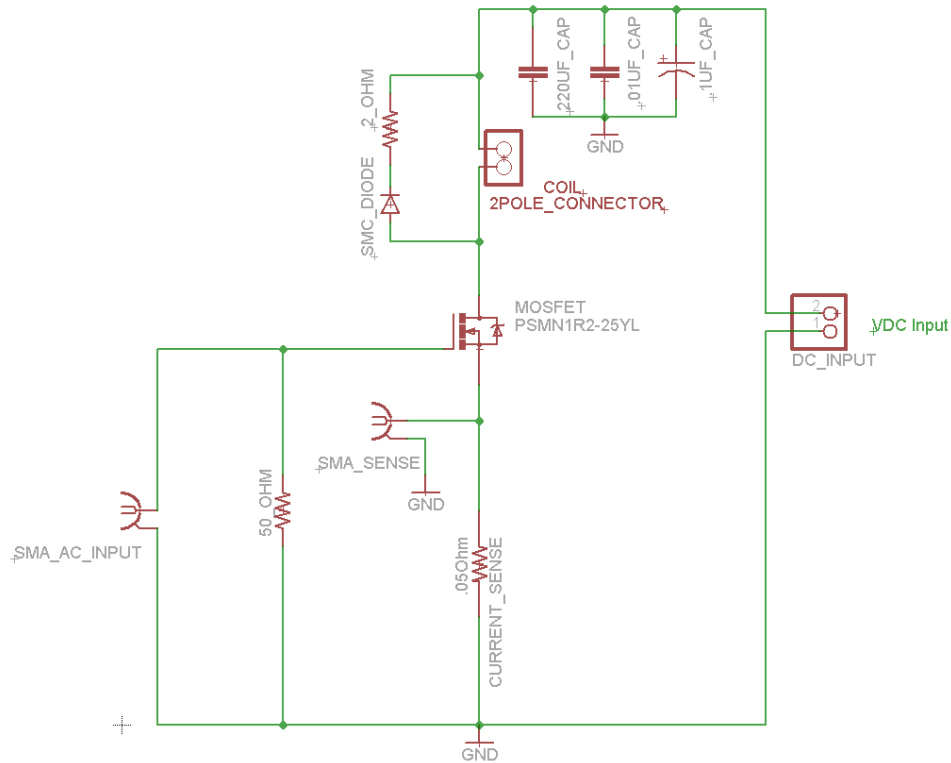 220UF_CAP
.01UF_CAP
.1UF_CAP
GND
.2_OHM
SMC_DIODE
COIL
2POLE_CONNECTOR
MOSFET
PSMN1R2-25YL
2
1
VDC Input
DC_INPUT
SMA_SENSE
GND
50_OHM
SMA_AC_INPUT
.05Ohm
CURRENT_SENSE
GND